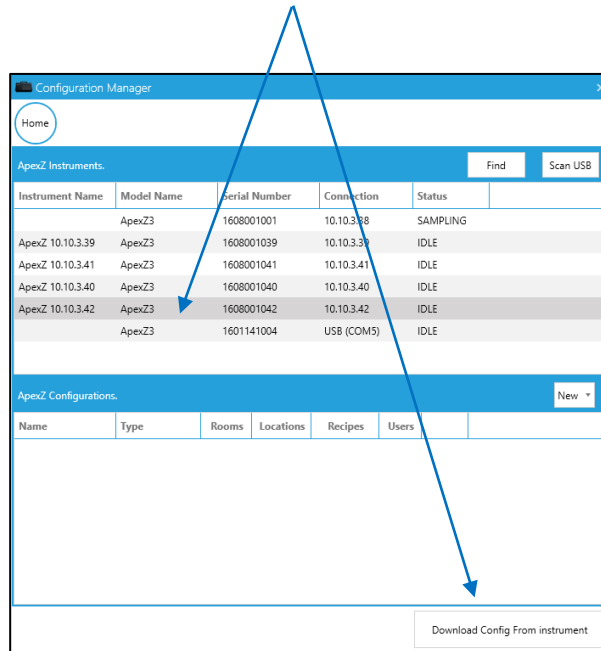 Configuration Manager
Home
ApexZ Instruments. Find Scan USB
Instrument Name Model Name Serial Number Connection Status
ApexZ3 1608001001 10.10.3.38 SAMPLING
ApexZ 10.10.3.39 ApexZ3 1608001039 10.10.3.39 IDLE
ApexZ 10.10.3.41 ApexZ3 1608001041 10.10.3.41 IDLE
ApexZ 10.10.3.40 ApexZ3 1608001040 10.10.3.40 IDLE
ApexZ 10.10.3.42 ApexZ3 1608001042 10.10.3.42 IDLE
ApexZ3 1601141004 USB (COM5) IDLE
ApexZ Configurations. New
Name Type Rooms Locations Recipes Users
Download Config From instrument